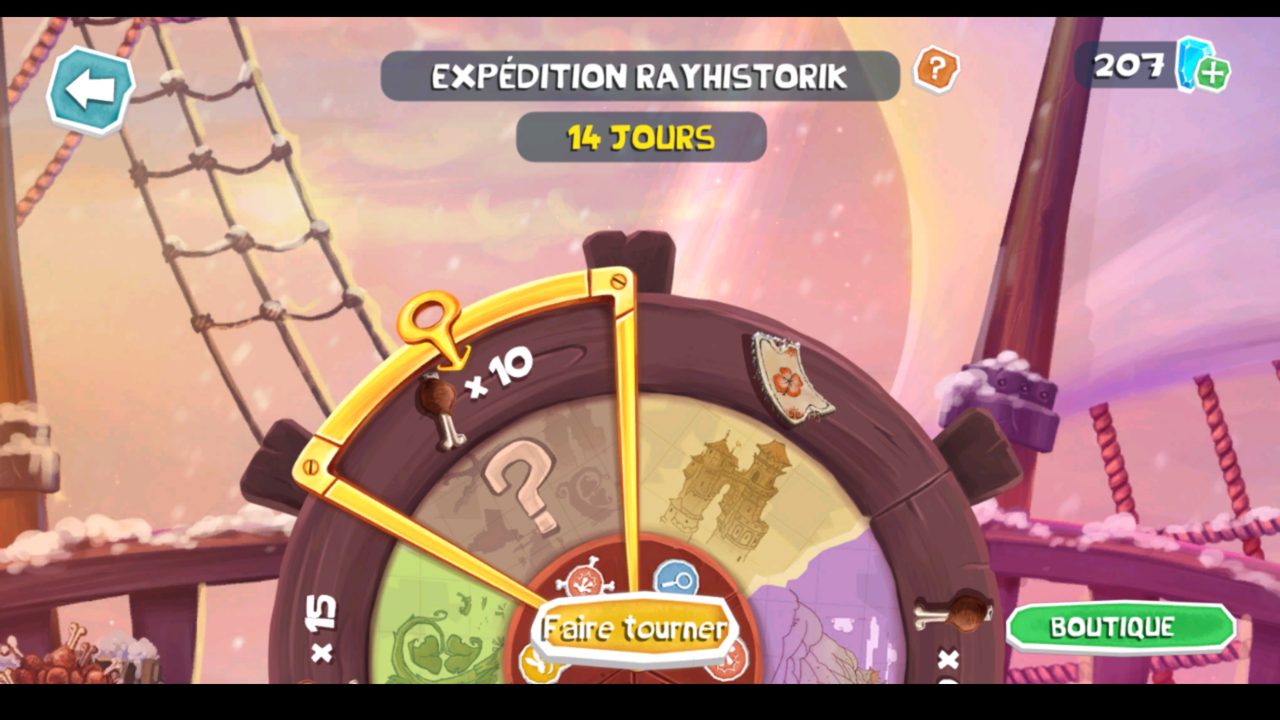 EXPÉDITION RAYHISTORIK
?
207
14 JOURS
x 10
?
x 15
Faire tourner
BOUTIQUE
x